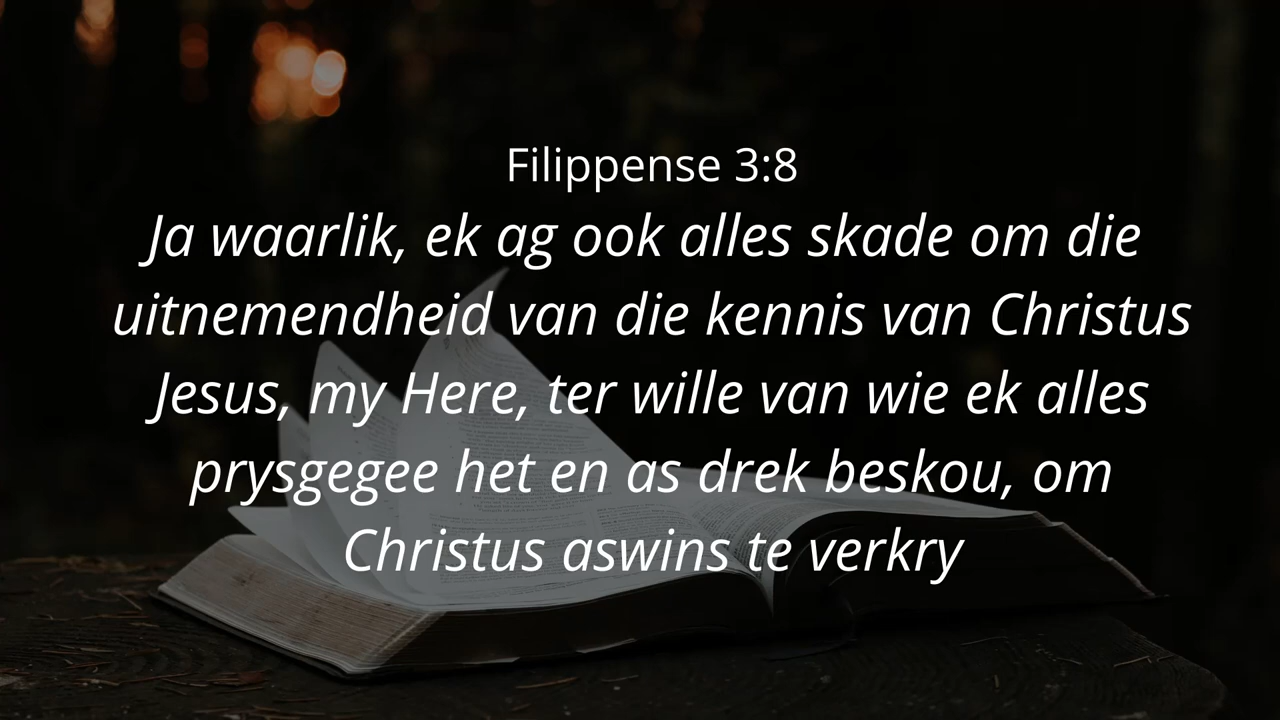 Filippense 3:8
Ja waarlik, ek ag ook alles skade om die
uitnemendheid van die kennis van Christus
Jesus, my Here, ter wille van wie ek alles
prysgegee het en as drek beskou, om
Christus aswins te verkry